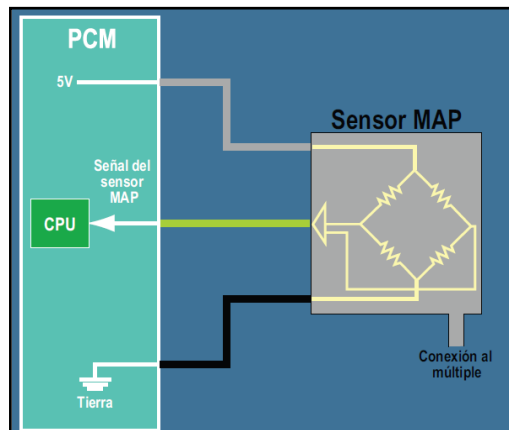 PCM
5V
Sensor MAP
Señal del
sensor
MAP
CPU
Conexión al
múltiple
Tierra